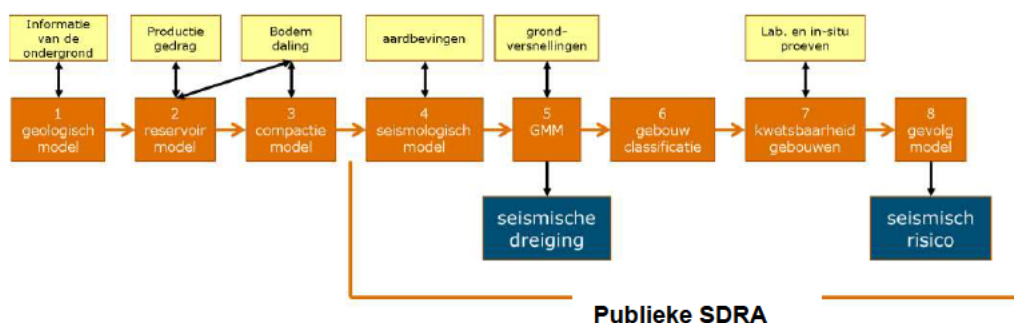 Informatie
van de
ondergrond
Productie
gedrag
Bodem
daling
aardbevingen
grond-
versnellingen
Lab. en in-situ
proeven
1
geologisch
model
2
reservoir
model
3
compactie
model
4
seismologisch
model
5
GMM
6
gebouw
classificatie
7
kwetsbaarheid
gebouwen
8
gevolg
model
seismische
dreiging
seismisch
risico
Publieke SDRA